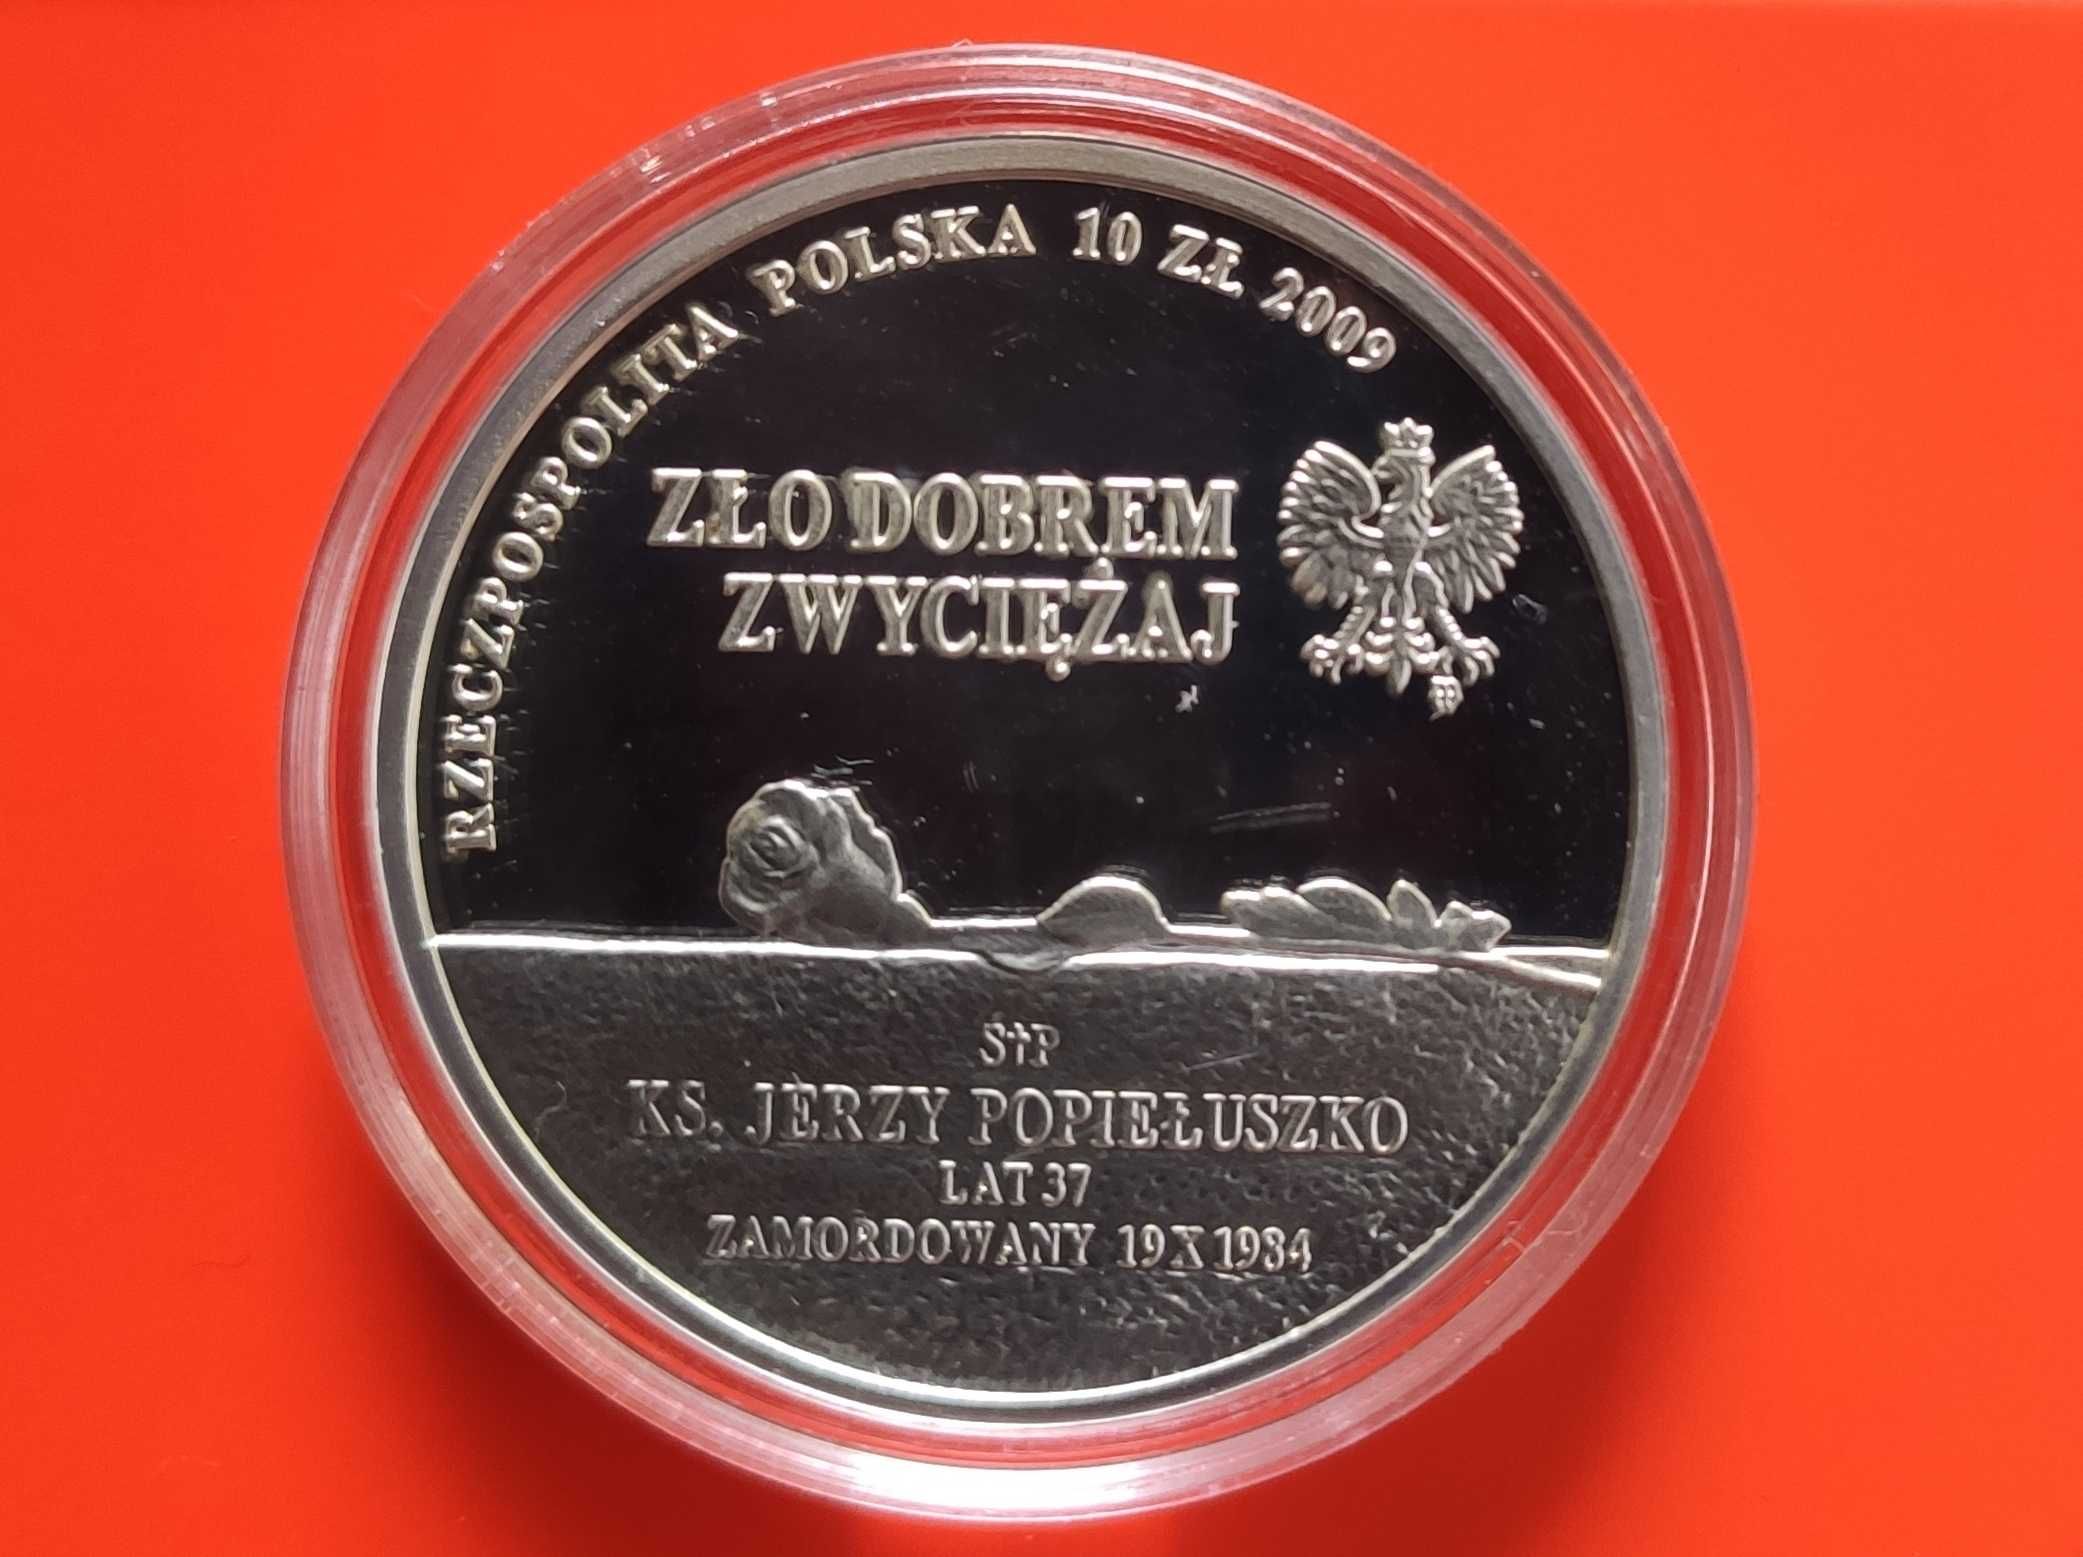 RZECZPOSPOLITA POLSKA 10 ZŁ 2009
ZŁO DOBREM
ZWYCIĘŻAJ
Ś†P
KS. JERZY POPIEŁUSZKO
LAT 37
ZAMORDOWANY 19 X 1984